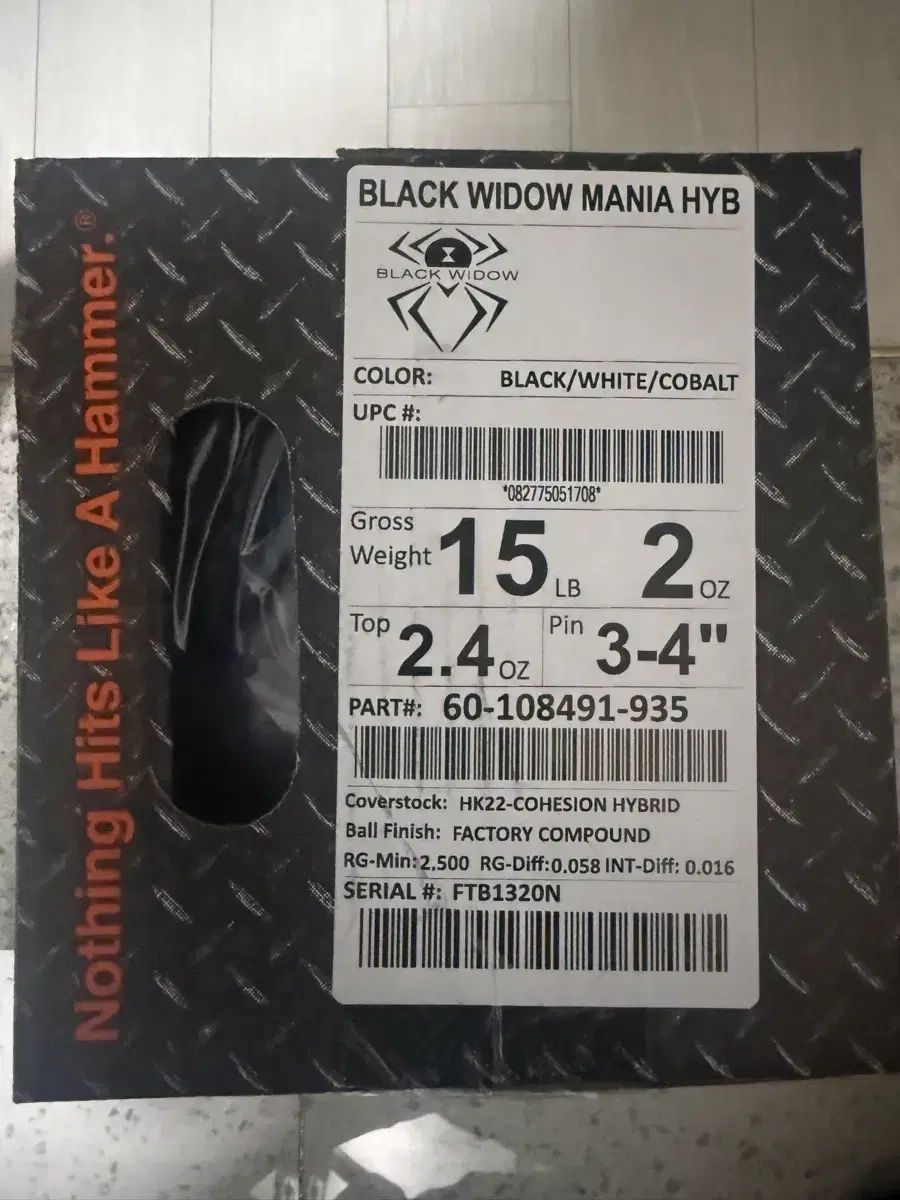 Nothing Hits Like A Hammer.®
BLACK WIDOW MANIA HYB
BLACK WIDOW
COLOR: BLACK/WHITE/COBALT
UPC #:
*082775051708*
Gross Weight 15 LB 2 OZ
Top 2.4 OZ Pin 3-4"
PART#: 60-108491-935
Coverstock: HK22-COHESION HYBRID
Ball Finish: FACTORY COMPOUND
RG-Min: 2.500 RG-Diff: 0.058 INT-Diff: 0.016
SERIAL #: FTB1320N